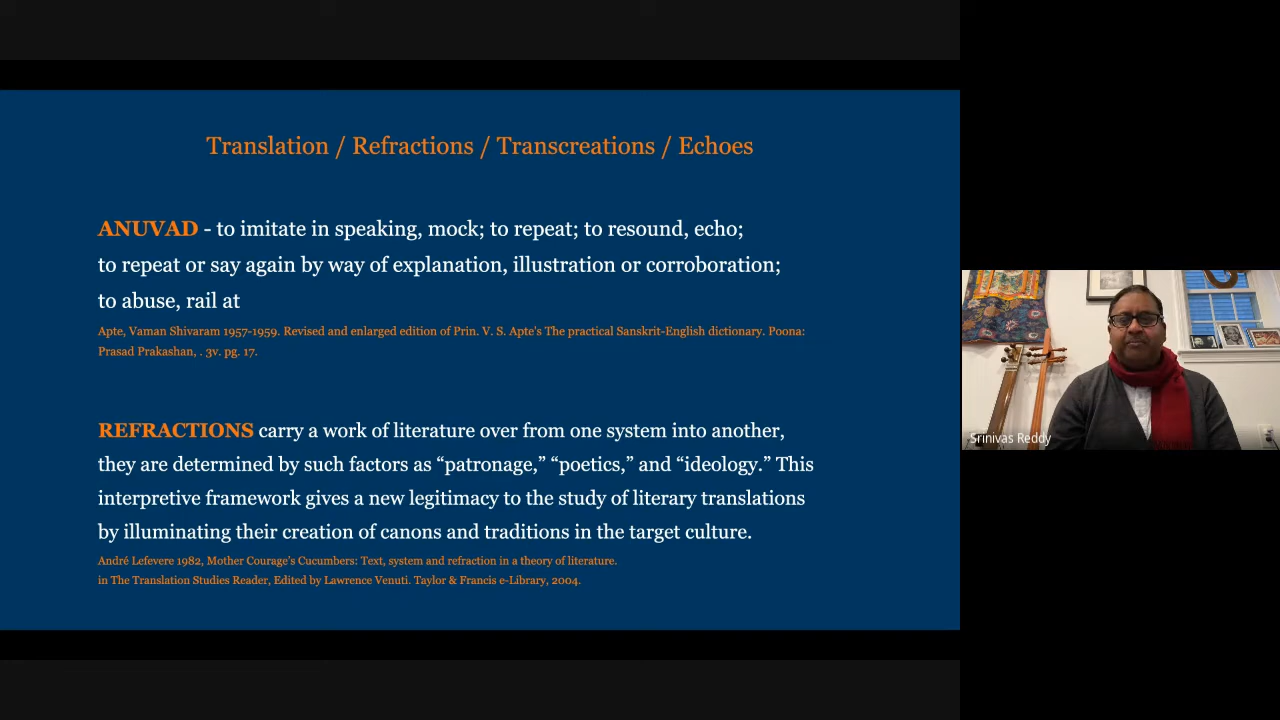 Translation / Refractions / Transcreations / Echoes
ANUVAD - to imitate in speaking, mock; to repeat; to resound, echo;
to repeat or say again by way of explanation, illustration or corroboration;
to abuse, rail at
Apte, Vaman Shivaram 1957-1959. Revised and enlarged edition of Prin. V. S. Apte's The practical Sanskrit-English dictionary. Poona:
Prasad Prakashan, . 3v. pg. 17.
REFRACTIONS carry a work of literature over from one system into another,
they are determined by such factors as “patronage,” “poetics,” and “ideology.” This
interpretive framework gives a new legitimacy to the study of literary translations
by illuminating their creation of canons and traditions in the target culture.
André Lefevere 1982, Mother Courage's Cucumbers: Text, system and refraction in a theory of literature.
in The Translation Studies Reader, Edited by Lawrence Venuti. Taylor & Francis e-Library, 2004.
Srinivas Reddy